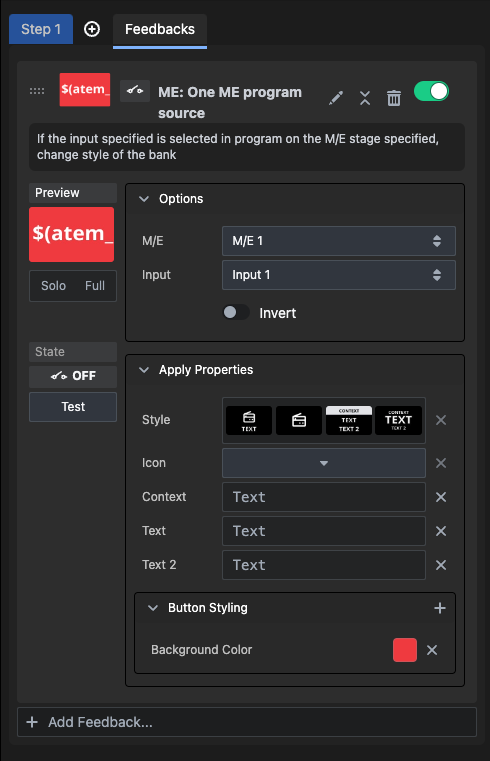 Step 1
Feedbacks
$(atem_
ME: One ME program
source
If the input specified is selected in program on the M/E stage specified,
change style of the bank
Preview
$(atem_
Solo
Full
State
OFF
Test
Options
M/E
M/E 1
Input
Input 1
Invert
Apply Properties
Style
TEXT
CONTEXT
TEXT
TEXT 2
CONTEXT
TEXT
TEXT 2
Icon
Context
Text
Text
Text
Text 2
Text
Button Styling
Background Color
Add Feedback...